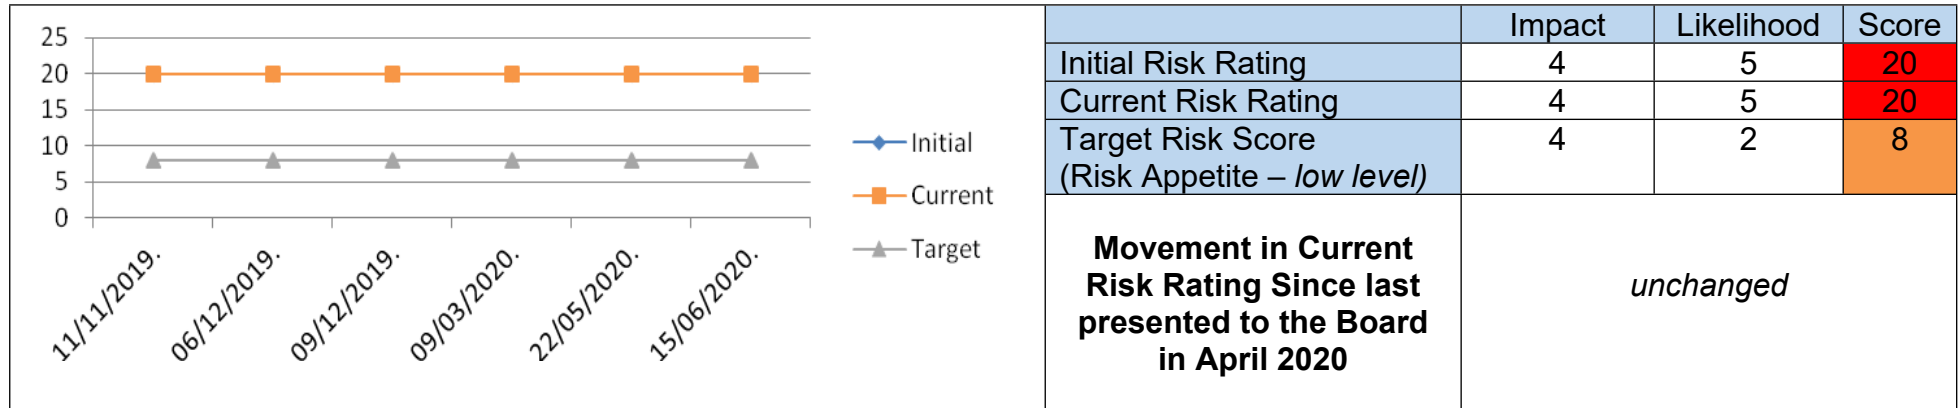 25
20
15
10
5
0
11/11/2019.
06/12/2019.
09/12/2019.
09/03/2020.
22/05/2020.
15/06/2020.
Initial
Current
Target
Impact Likelihood Score
Initial Risk Rating 4 5 20
Current Risk Rating 4 5 20
Target Risk Score 4 2 8
(Risk Appetite – low level)
Movement in Current
Risk Rating Since last
presented to the Board
in April 2020
unchanged